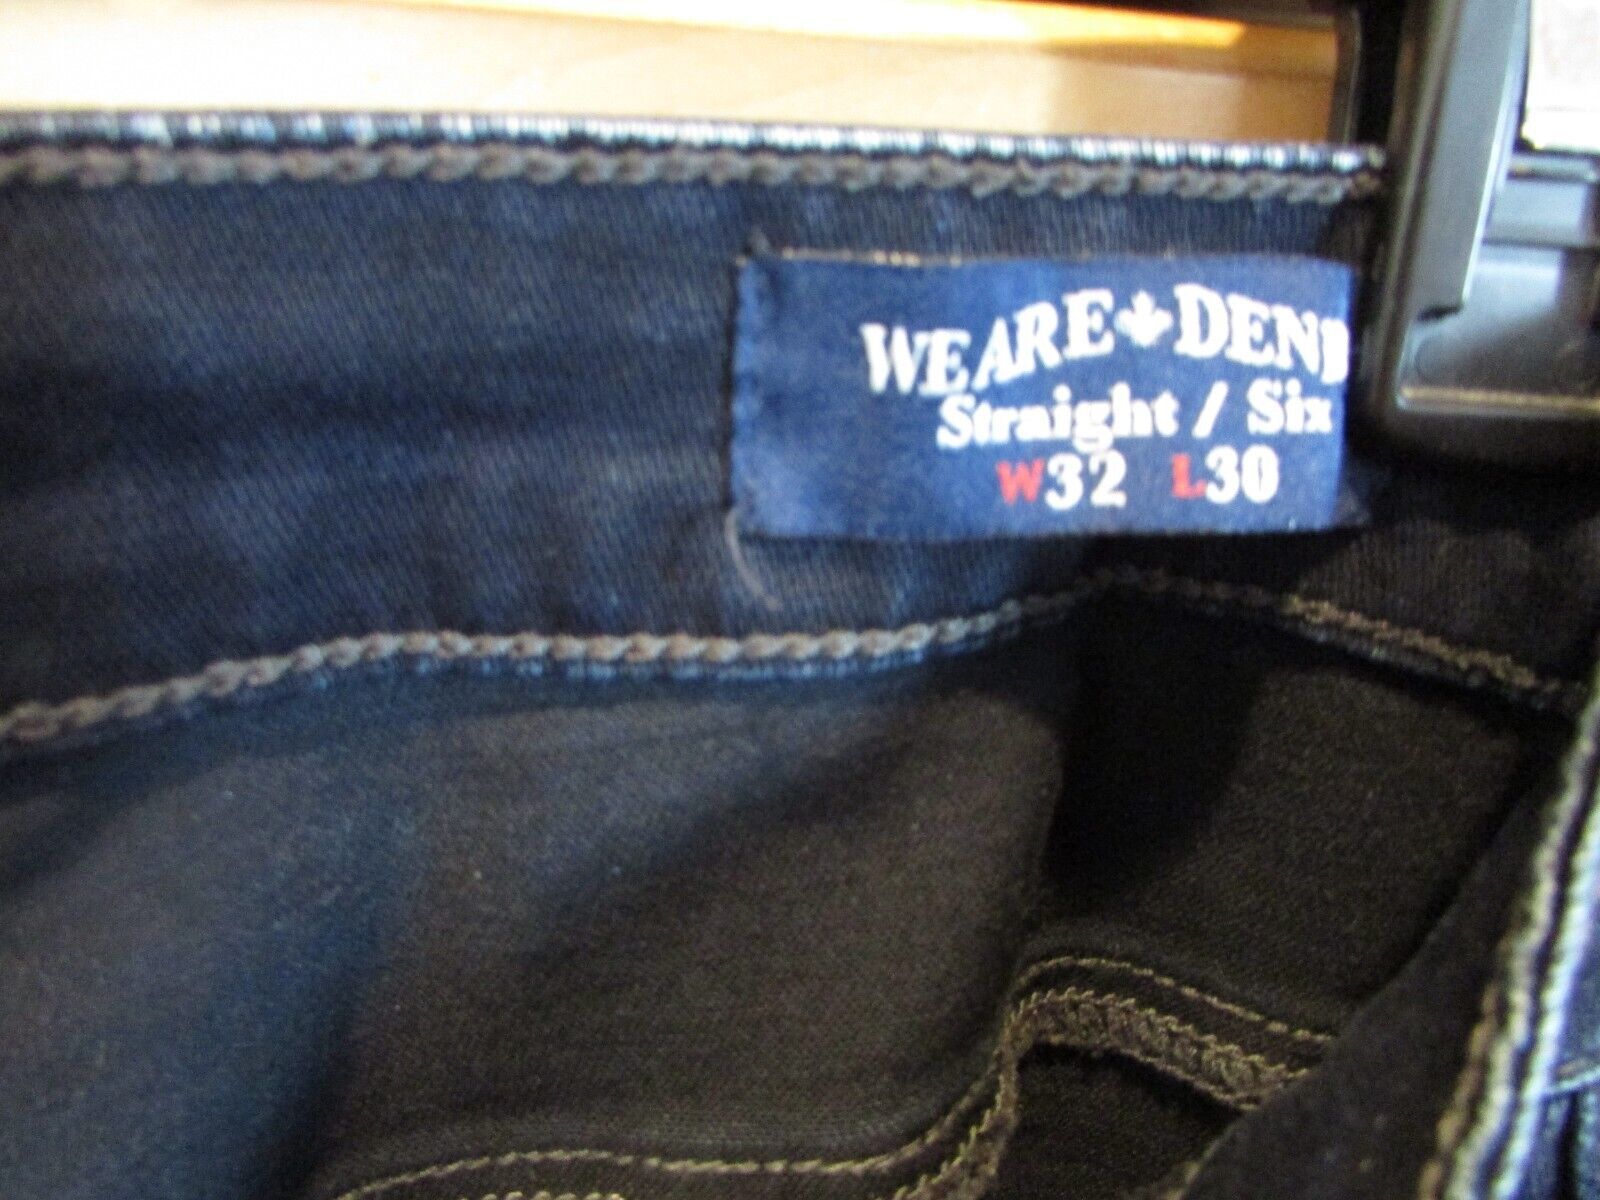 WE ARE DEN
Straight / Six
W32 L30